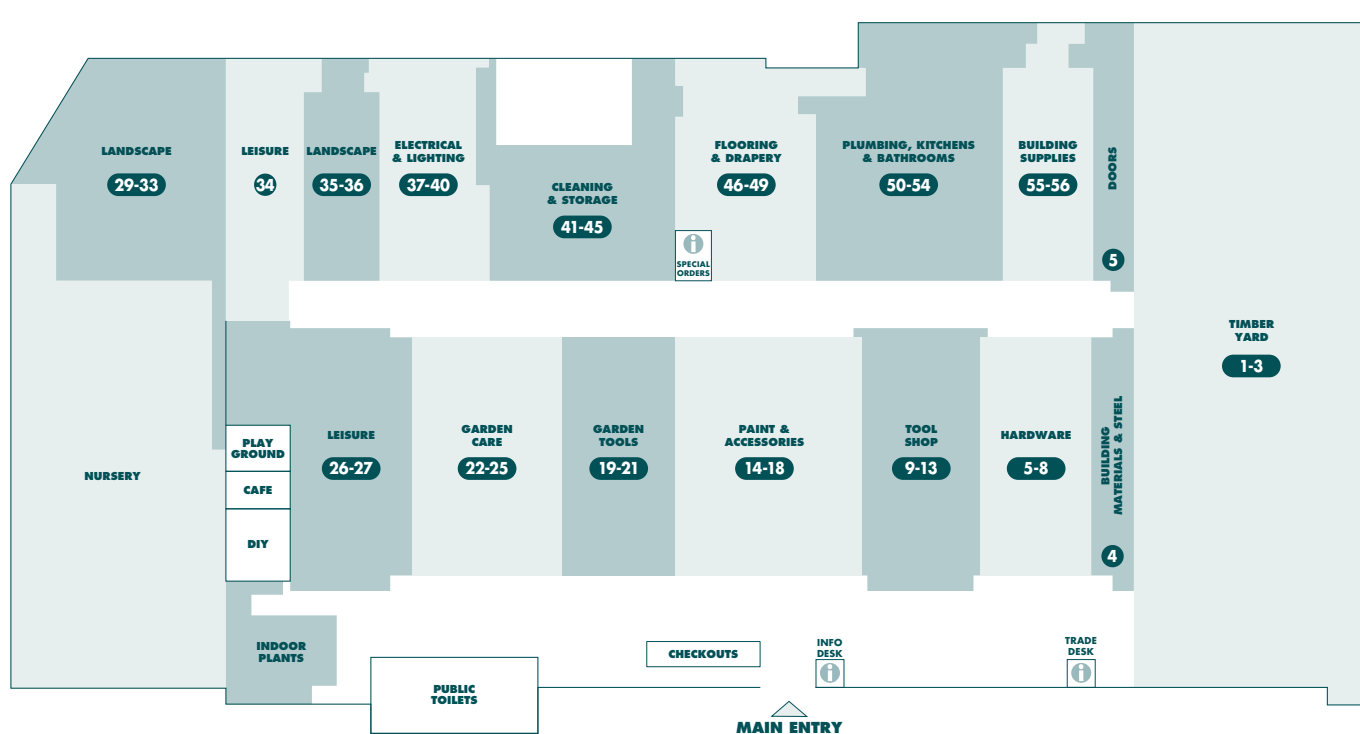 LANDSCAPE
29-33
LEISURE
34
LANDSCAPE
35-36
ELECTRICAL
& LIGHTING
37-40
CLEANING
& STORAGE
41-45
FLOORING
& DRAPERY
46-49
i
SPECIAL
ORDERS
PLUMBING, KITCHENS
& BATHROOMS
50-54
BUILDING
SUPPLIES
55-56
DOORS
5
TIMBER
YARD
1-3
NURSERY
PLAY
GROUND
CAFE
DIY
LEISURE
26-27
GARDEN
CARE
22-25
GARDEN
TOOLS
19-21
PAINT &
ACCESSORIES
14-18
TOOL
SHOP
9-13
HARDWARE
5-8
BUILDING
MATERIALS & STEEL
4
INDOOR
PLANTS
PUBLIC
TOILETS
CHECKOUTS
INFO
DESK
i
TRADE
DESK
i
MAIN ENTRY